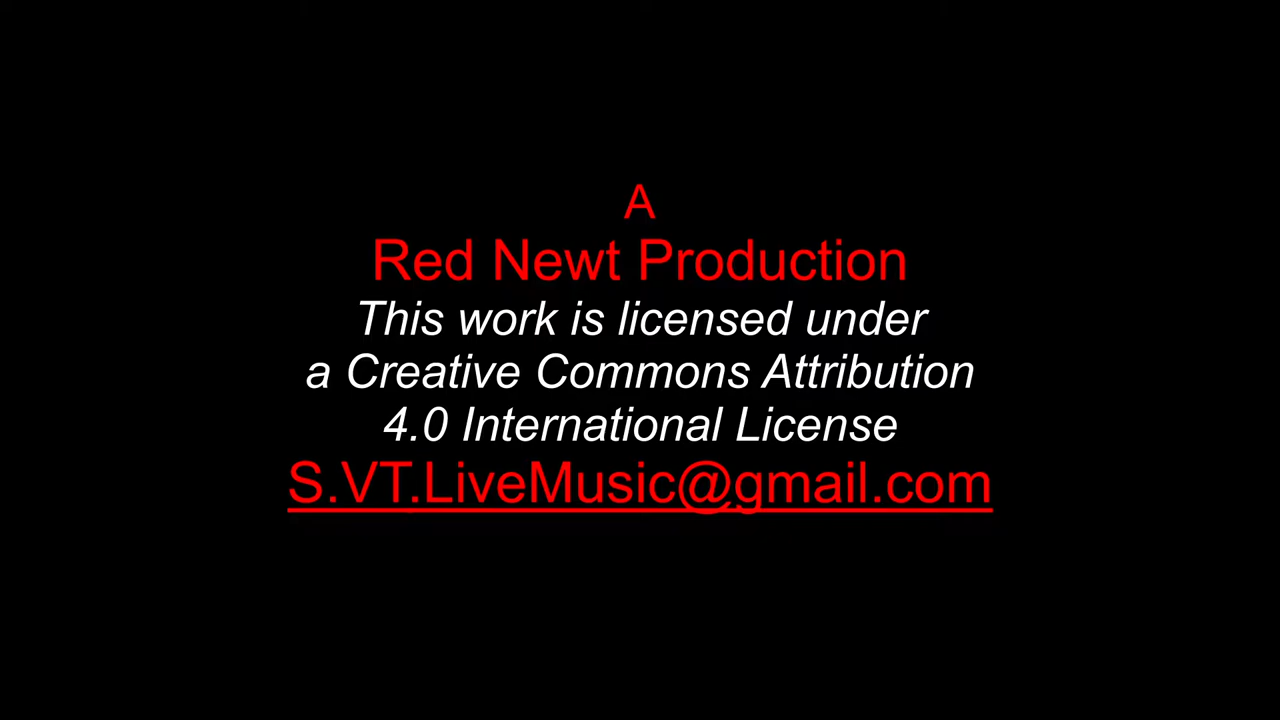 A
Red Newt Production
This work is licensed under
a Creative Commons Attribution
4.0 International License
S.VT.LiveMusic@gmail.com